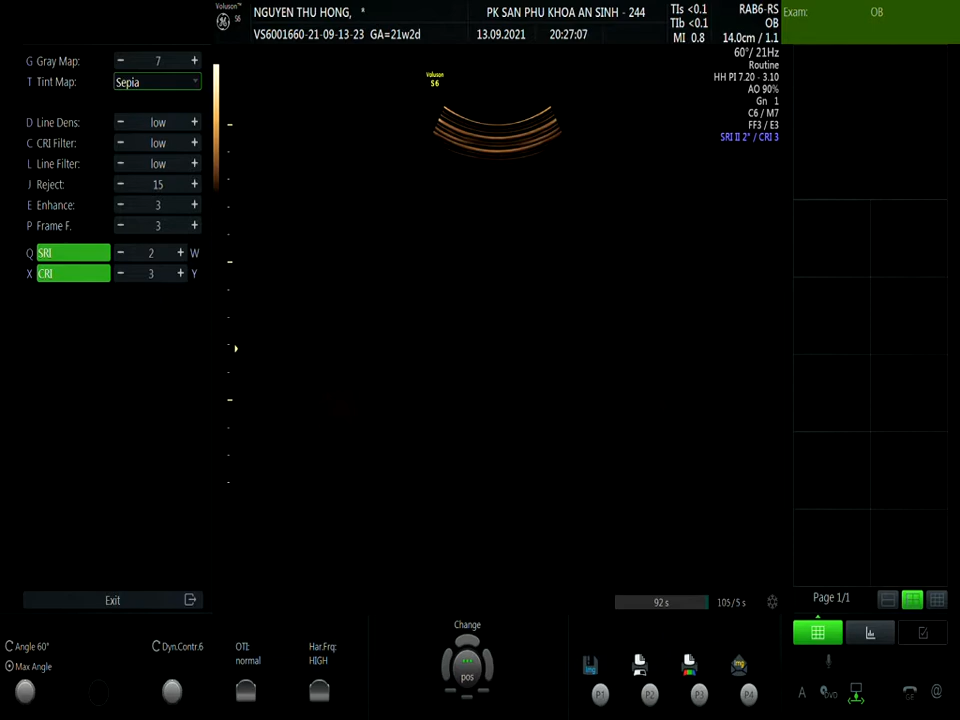 Voluson™
S6
NGUYEN THU HONG, *
PK SAN PHU KHOA AN SINH - 244
VS6001660-21-09-13-23 GA=21w2d
13.09.2021
20:27:07
TIs <0.1
TIb <0.1
MI 0.8
RAB6-RS
OB
14.0cm / 1.1
60°/ 21Hz
Routine
HH PI 7.20 - 3.10
AO 90%
Gn 1
C6 / M7
FF3 / E3
SRI II 2* / CRI 3
Exam: OB
G Gray Map: - 7 +
T Tint Map: Sepia
D Line Dens: - low +
C CRI Filter: - low +
L Line Filter: - low +
J Reject: - 15 +
E Enhance: - 3 +
P Frame F. - 3 +
Q SRI - 2 + W
X CRI - 3 + Y
Voluson
S6
Exit
92 s
105/5 s
Page 1/1
Angle 60°
Max Angle
Dyn.Contr.6
OTI:
normal
Har.Frq:
HIGH
Change
pos
Img
Img
P1
P2
P3
P4
A
DVD
GE
@